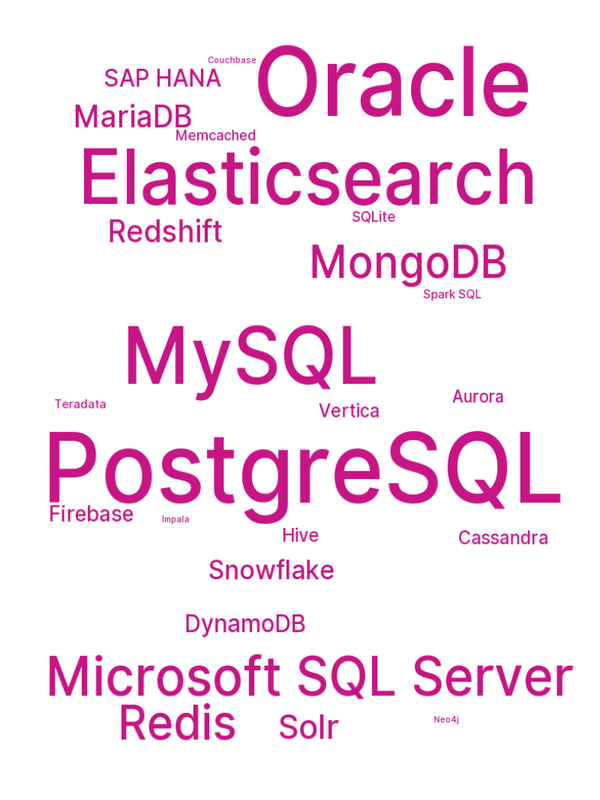 Couchbase
Oracle
SAP HANA
MariaDB
Memcached
Elasticsearch
SQLite
Redshift
MongoDB
Spark SQL
MySQL
Aurora
Teradata
Vertica
PostgreSQL
Firebase
Impala
Hive
Cassandra
Snowflake
DynamoDB
Microsoft SQL Server
Redis
Solr
Neo4j